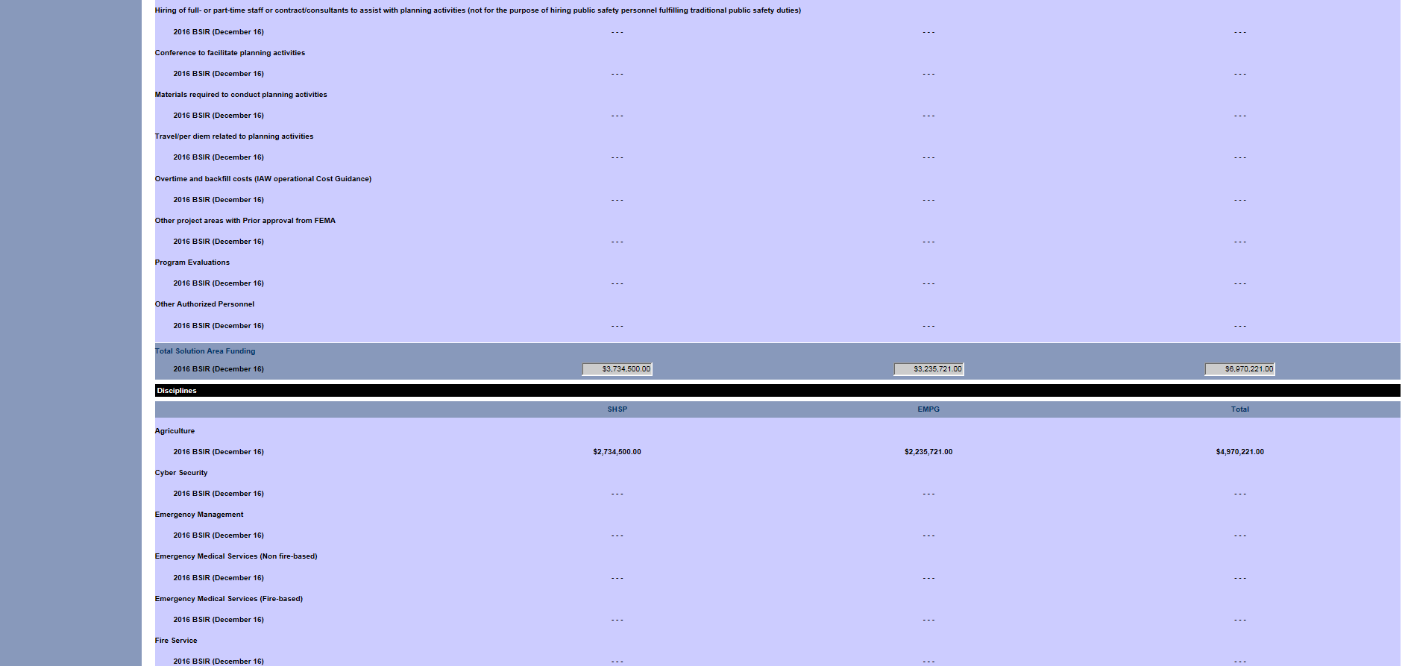 Hiring of full- or part-time staff or contract/consultants to assist with planning activities (not for the purpose of hiring public safety personnel fulfilling traditional public safety duties)
2016 BSIR (December 16) - - - - - - - - -
Conference to facilitate planning activities
2016 BSIR (December 16) - - - - - - - - -
Materials required to conduct planning activities
2016 BSIR (December 16) - - - - - - - - -
Travel/per diem related to planning activities
2016 BSIR (December 16) - - - - - - - - -
Overtime and backfill costs (IAW operational Cost Guidance)
2016 BSIR (December 16) - - - - - - - - -
Other project areas with Prior approval from FEMA
2016 BSIR (December 16) - - - - - - - - -
Program Evaluations
2016 BSIR (December 16) - - - - - - - - -
Other Authorized Personnel
2016 BSIR (December 16) - - - - - - - - -
Total Solution Area Funding
2016 BSIR (December 16) $3,734,500.00 $3,235,721.00 $6,970,221.00
Disciplines
SHSP EMPG Total
Agriculture
2016 BSIR (December 16) $2,734,500.00 $2,235,721.00 $4,970,221.00
Cyber Security
2016 BSIR (December 16) - - - - - - - - -
Emergency Management
2016 BSIR (December 16) - - - - - - - - -
Emergency Medical Services (Non fire-based)
2016 BSIR (December 16) - - - - - - - - -
Emergency Medical Services (Fire-based)
2016 BSIR (December 16) - - - - - - - - -
Fire Service
2016 BSIR (December 16) - - - - - - - - -